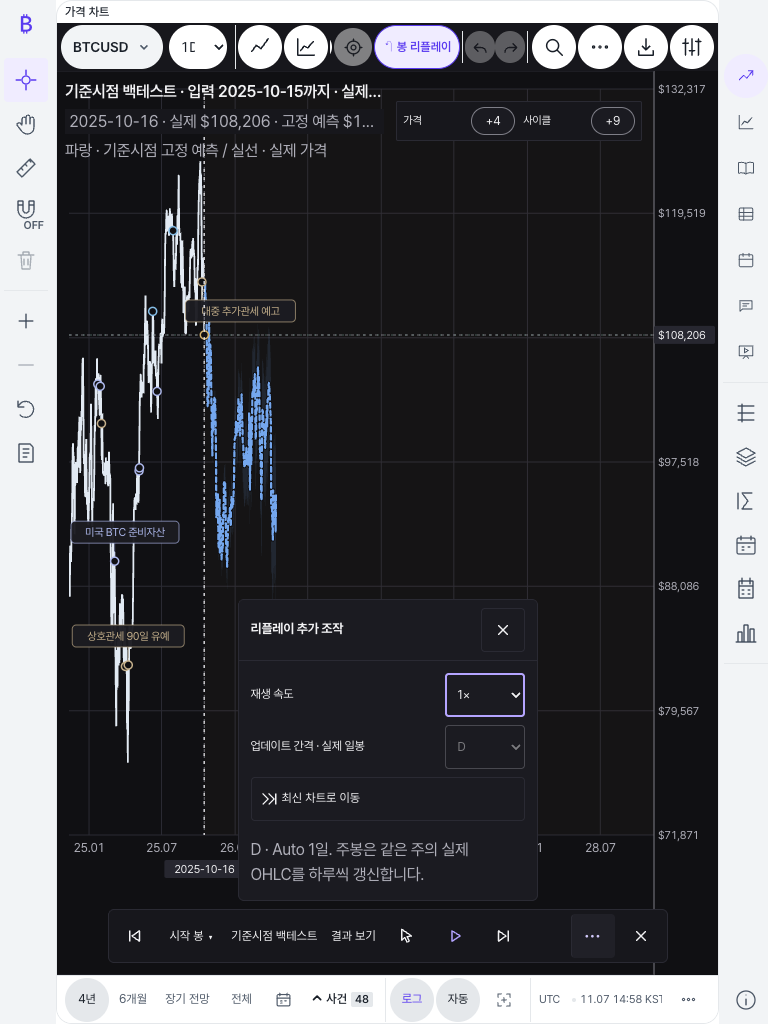 가격 차트
BTCUSD
봉 리플레이
기준시점 백테스트 · 입력 2025-10-15까지 · 실제...
2025-10-16 · 실제 $108,206 · 고정 예측 $1...
파랑 · 기준시점 고정 예측 / 실선 · 실제 가격
가격 +4 사이클 +9
OFF
$132,317
$119,519
$108,206
$97,518
$88,086
$79,567
$71,871
대중 추가관세 예고
미국 BTC 준비자산
상호관세 90일 유예
리플레이 추가 조작
재생 속도 1×
업데이트 간격 · 실제 일봉 D
최신 차트로 이동
D · Auto 1일. 주봉은 같은 주의 실제
OHLC를 하루씩 갱신합니다.
25.01 25.07 28.07
2025-10-16
시작 봉 기준시점 백테스트 결과 보기
4년 6개월 장기 전망 전체 사건 48 로그 자동 UTC 11.07 14:58 KST